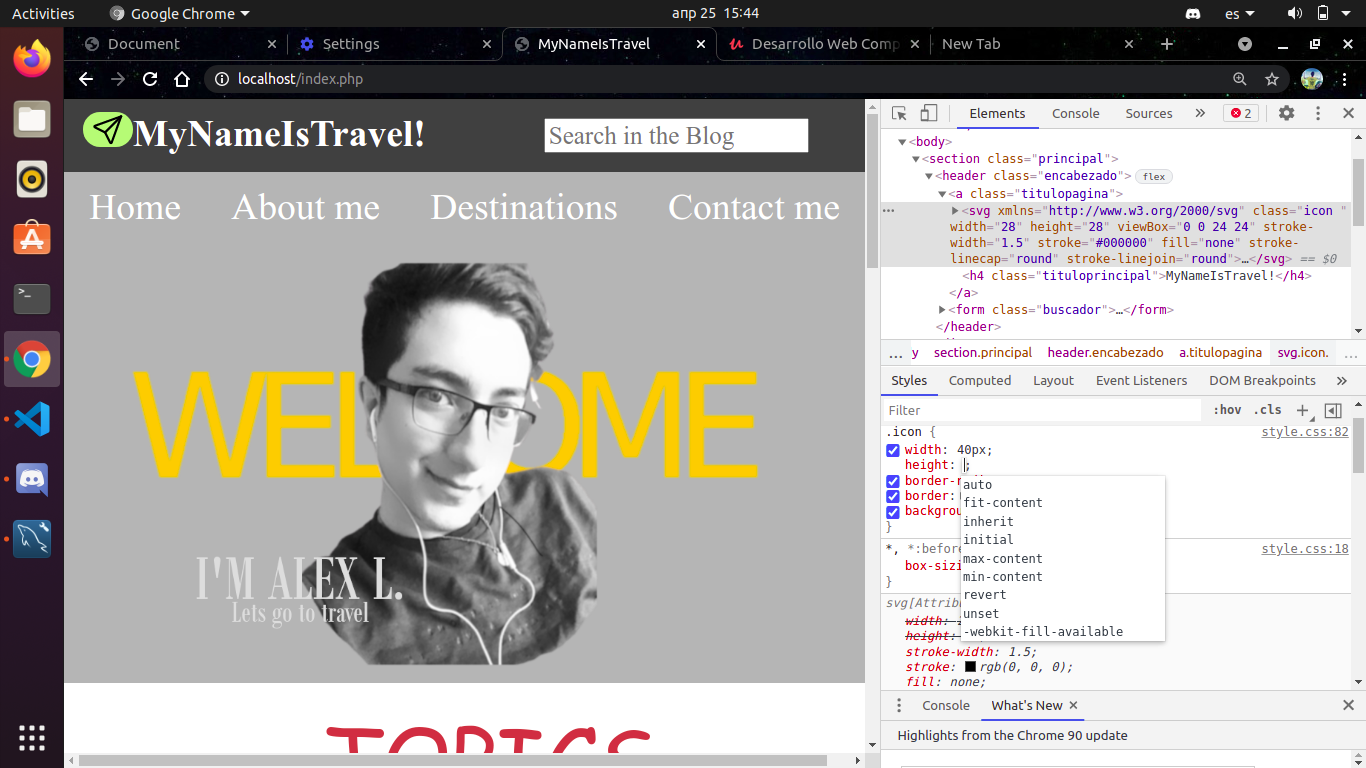 Activities
Google Chrome
апр 25 15:44
es
Document
Settings
MyNameIsTravel
Desarrollo Web Comp
New Tab
localhost/index.php
MyNameIsTravel!
Search in the Blog
Home About me Destinations Contact me
WELCOME
I'M ALEX L.
Lets go to travel
TOPICS
Elements Console Sources » 2
<body>
<section class="principal">
<header class="encabezado"> flex
<a class="titulopagina">
<svg xmlns="http://www.w3.org/2000/svg" class="icon "
width="28" height="28" viewBox="0 0 24 24" stroke-
width="1.5" stroke="#000000" fill="none" stroke-
linecap="round" stroke-linejoin="round">…</svg> == $0
<h4 class="tituloprincipal">MyNameIsTravel!</h4>
</a>
<form class="buscador">…</form>
</header>
… y section.principal header.encabezado a.titulopagina svg.icon. …
Styles Computed Layout Event Listeners DOM Breakpoints »
Filter :hov .cls +
.icon { style.css:82
width: 40px;
height: ;
border-r
border:
backgrou
}
auto
fit-content
inherit
initial
max-content
min-content
revert
unset
-webkit-fill-available
*, *:before style.css:18
box-sizi
}
svg[Attrib
width:
height:
stroke-width: 1.5;
stroke: rgb(0, 0, 0);
fill: none;
Console What's New
Highlights from the Chrome 90 update